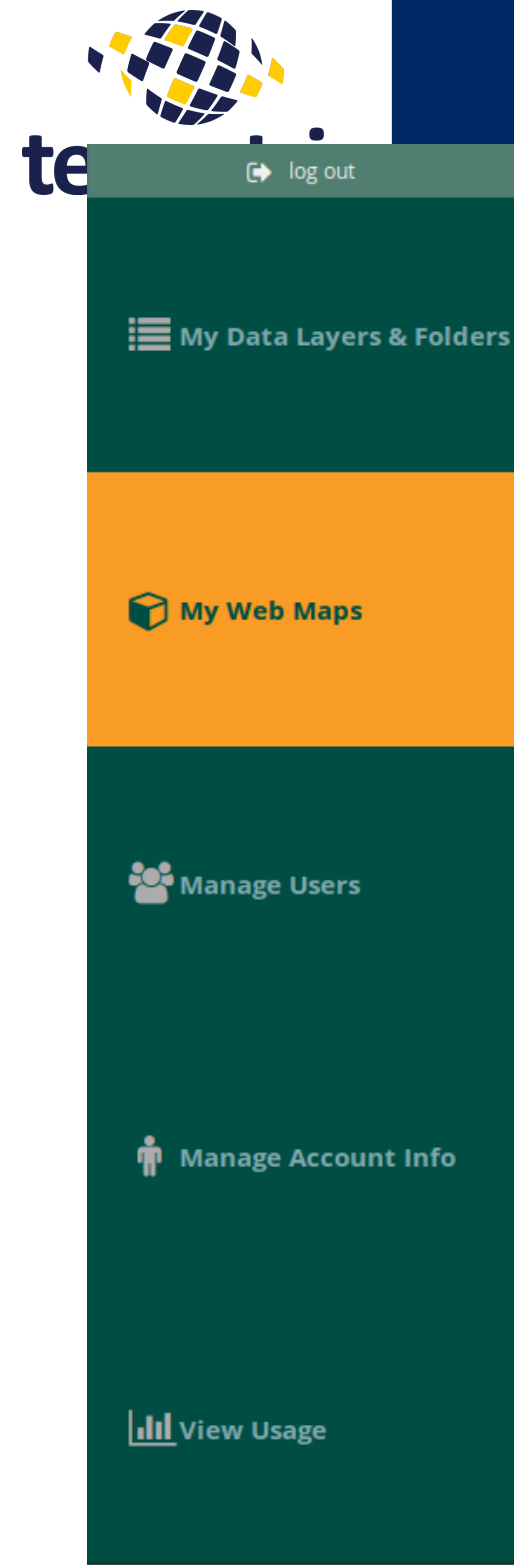 log out
My Data Layers & Folders
My Web Maps
Manage Users
Manage Account Info
View Usage